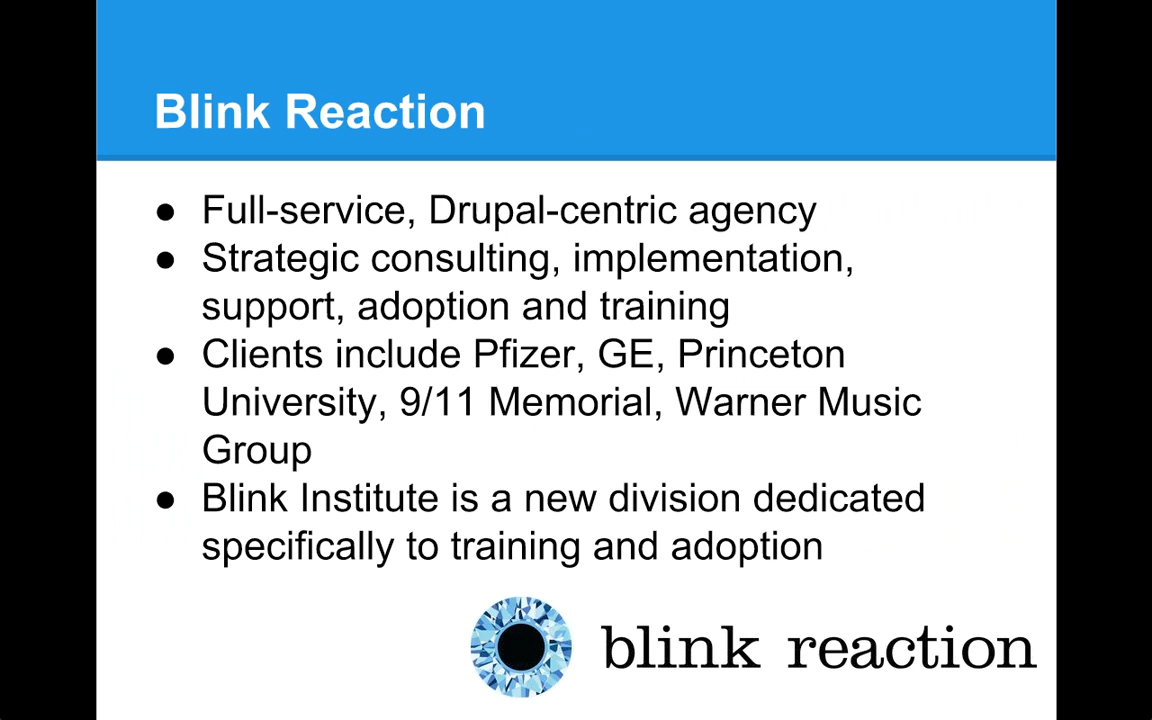 Blink Reaction
● Full-service, Drupal-centric agency
● Strategic consulting, implementation,
support, adoption and training
● Clients include Pfizer, GE, Princeton
University, 9/11 Memorial, Warner Music
Group
● Blink Institute is a new division dedicated
specifically to training and adoption
blink reaction